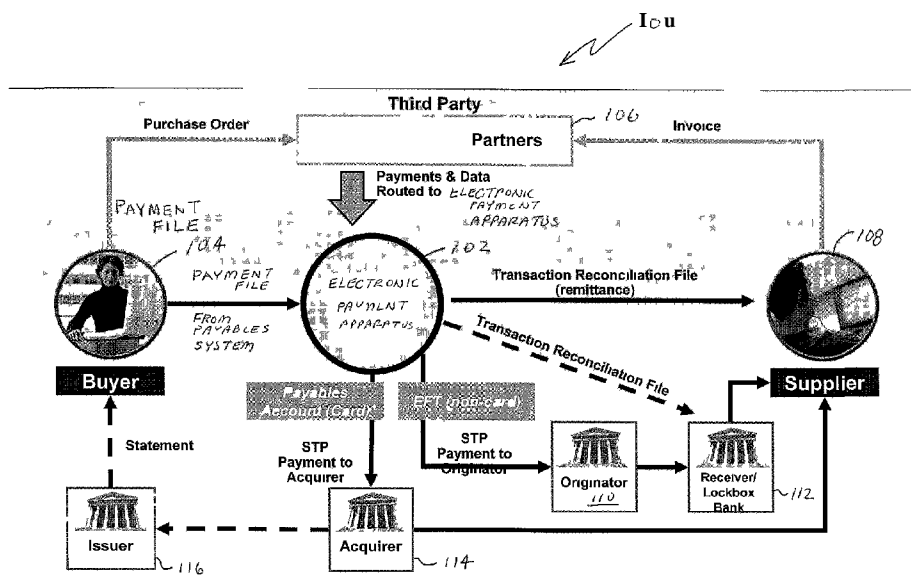 Iou
Third Party
Purchase Order
106
Partners
Invoice
Payments & Data
Routed to ELECTRONIC
PAYMENT
APPARATUS
PAYMENT
FILE
104
102
108
PAYMENT
FILE
FROM
PAYABLES
SYSTEM
ELECTRONIC
PAYMENT
APPARATUS
Transaction Reconciliation File
(remittance)
Transaction Reconciliation File
Buyer
Payables
Account (Card)
EFT (non-card)
Supplier
Statement
STP
Payment to
Acquirer
STP
Payment to
Originator
Originator
110
Receiver/
Lockbox
Bank
112
Issuer
116
Acquirer
114